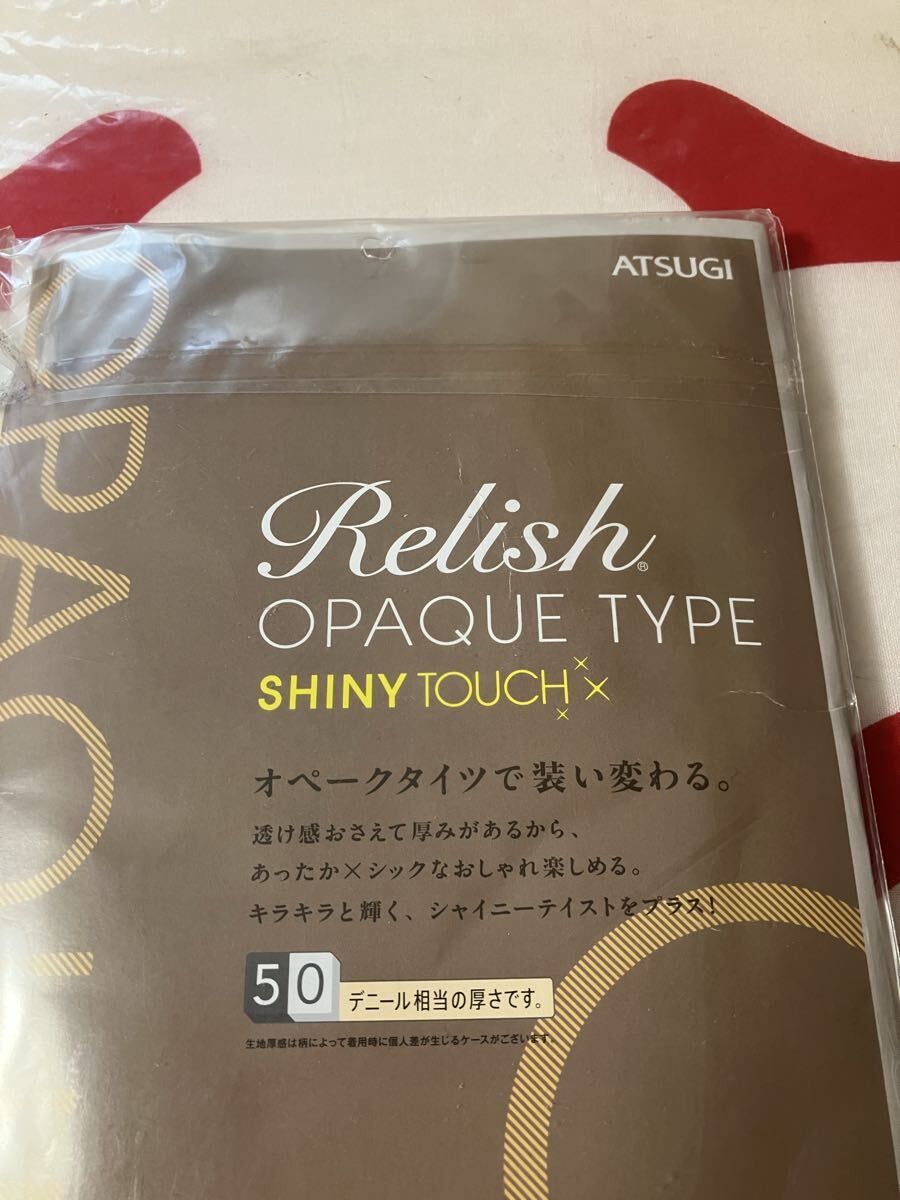 ATSUGI
OPAQU
Relish®
OPAQUE TYPE
SHINY TOUCH
オペークタイツで装い変わる。
透け感おさえて厚みがあるから、
あったか×シックなおしゃれ楽しめる。
キラキラと輝く、シャイニーテイストをプラス!
50 デニール相当の厚さです。
生地厚感は柄によって着用時に個人差が生じるケースがございます。